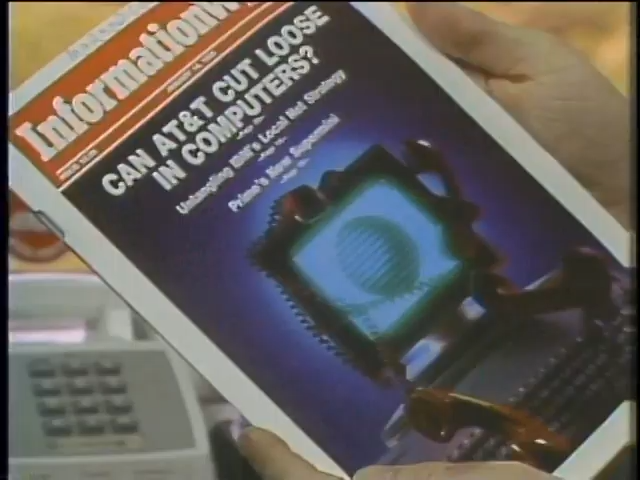 InformationW
CAN AT&T CUT LOOSE
IN COMPUTERS?
Untangling IBM's Local Net Strategy
Prime's New Supermini